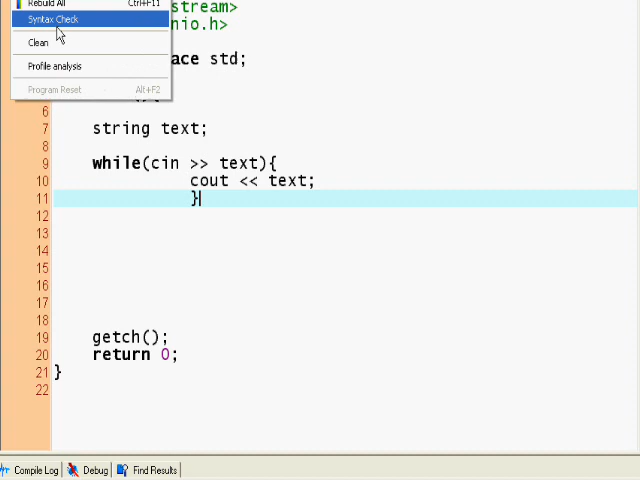 Rebuild All Ctrl+F11
stream>
Syntax Check
nio.h>
Clean
ace std;
Profile analysis
Program Reset Alt+F2
6
7 string text;
8
9 while(cin >> text){
10 cout << text;
11 }
12
13
14
15
16
17
18
19 getch();
20 return 0;
21 }
22
Compile Log Debug Find Results